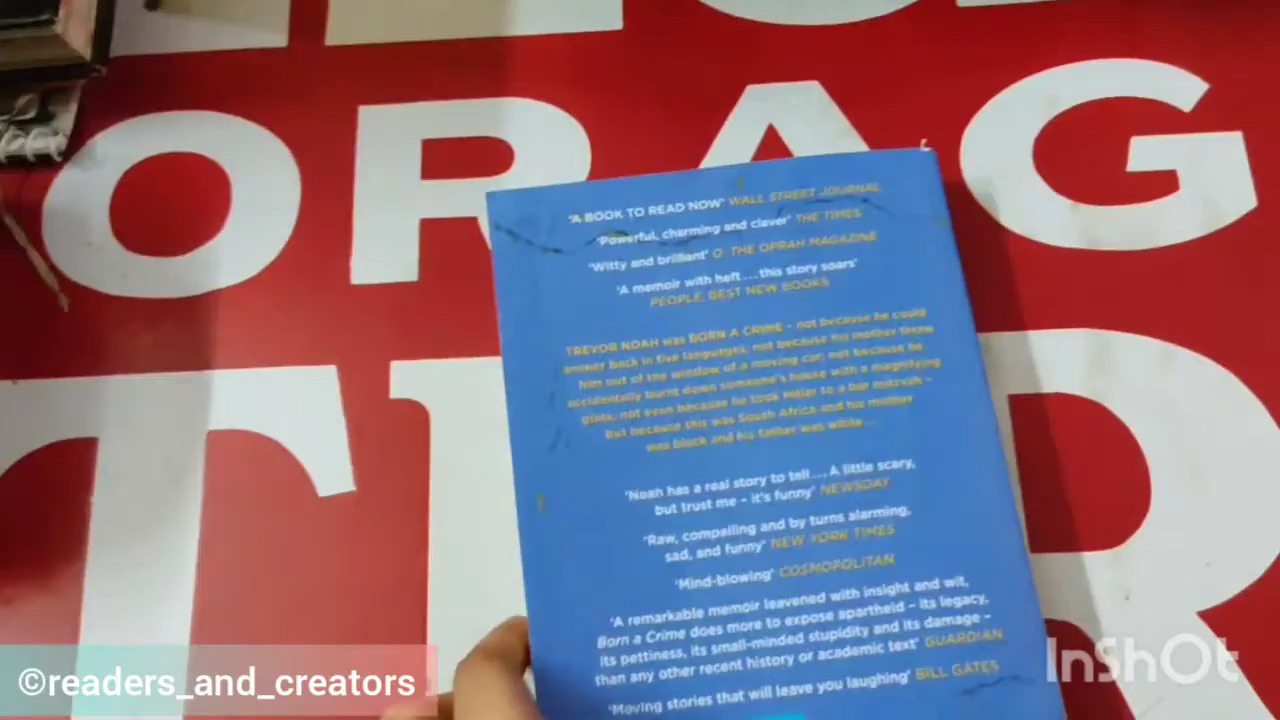 ORAG
TER
'A BOOK TO READ NOW' WALL STREET JOURNAL
'Powerful, charming and clever' THE TIMES
'Witty and brilliant' O, THE OPRAH MAGAZINE
'A memoir with heft... this story soars'
PEOPLE, BEST NEW BOOKS
TREVOR NOAH was BORN A CRIME – not because he could
answer back in five languages; not because his mother threw
him out of the window of a moving car; not because he
accidentally burnt down someone's house with a magnifying
glass; not even because he took Hitler to a bar mitzvah –
but because this was South Africa and his mother
was black and his father was white...
'Noah has a real story to tell... A little scary,
but trust me – it's funny' NEWSDAY
'Raw, compelling and by turns alarming,
sad, and funny' NEW YORK TIMES
'Mind-blowing' COSMOPOLITAN
'A remarkable memoir leavened with insight and wit,
Born a Crime does more to expose apartheid – its legacy,
its pettiness, its small-minded stupidity and its damage –
than any other recent history or academic text' GUARDIAN
'Moving stories that will leave you laughing' BILL GATES
©readers_and_creators
InShOt